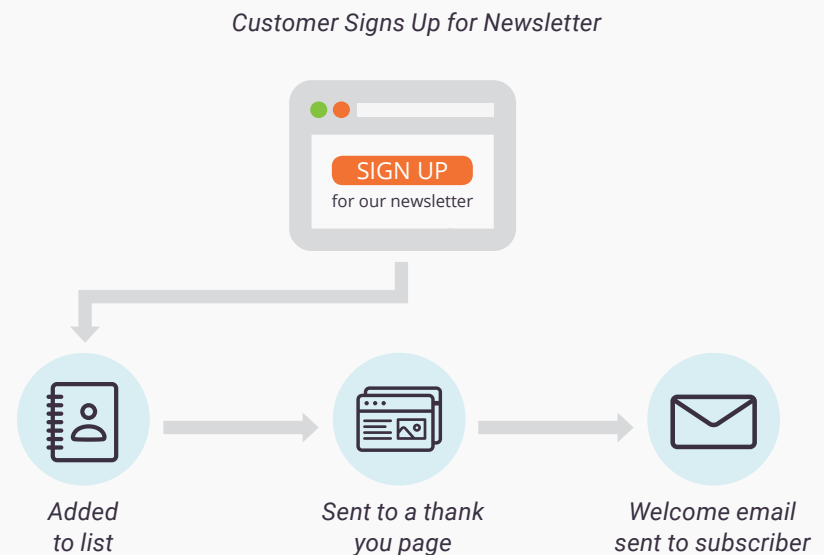 Customer Signs Up for Newsletter
SIGN UP
for our newsletter
Added
to list
Sent to a thank
you page
Welcome email
sent to subscriber